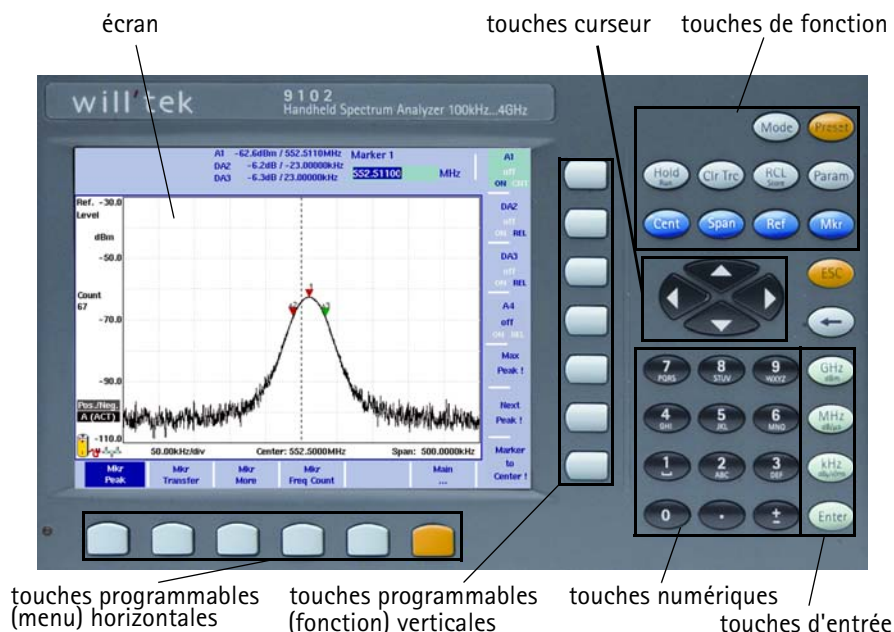 écran
touches curseur
touches de fonction
will'tek
9102
Handheld Spectrum Analyzer 100kHz...4GHz
A1 -62.6dBm / 552.5110MHz
DA2 -6.2dB / -23.00000kHz
DA3 -6.3dB / 23.00000kHz
Marker 1
552.51100 MHz
A1
off
ON CNT
DA2
off
ON REL
DA3
off
ON REL
A4
off
ON REL
Max
Peak !
Next
Peak !
Marker
to
Center !
Ref. -30.0
Level
dBm
-50.0
Count
67
-70.0
-90.0
Pos./Neg.
A (ACT)
-110.0
1
50.00kHz/div Center: 552.5000MHz Span: 500.0000kHz
Mkr
Peak
Mkr
Transfer
Mkr
More
Mkr
Freq Count
Main
...
Mode Preset
Hold
Run
Clr Trc
RCL
Store
Param
Cent Span Ref Mkr
ESC
7
PQRS
8
STUV
9
WXYZ
GHz
dBm
4
GHI
5
JKL
6
MNO
MHz
dB/µs
1
2
ABC
3
DEF
kHz
0 . ± Enter
touches programmables
(menu) horizontales
touches programmables
(fonction) verticales
touches numériques
touches d'entrée